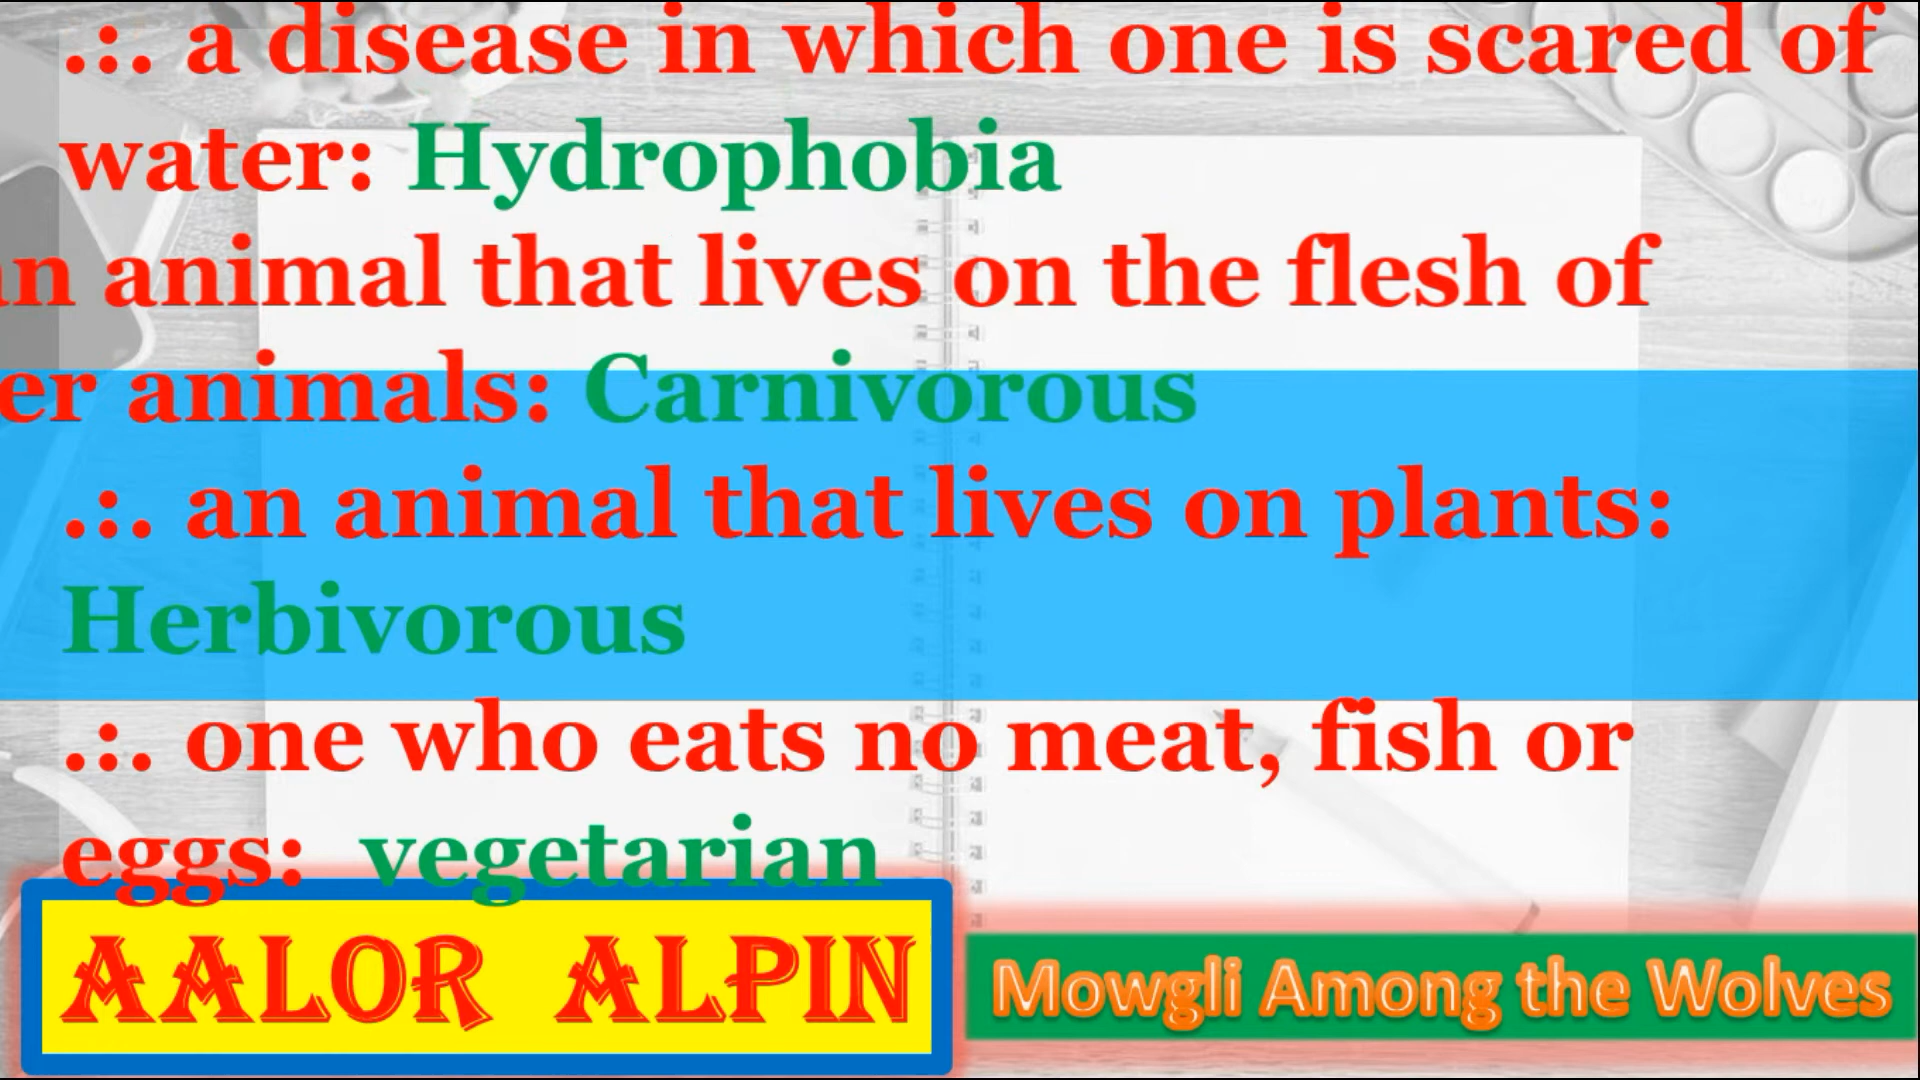 .:. a disease in which one is scared of
water: Hydrophobia
an animal that lives on the flesh of
er animals: Carnivorous
.:. an animal that lives on plants:
Herbivorous
.:. one who eats no meat, fish or
eggs: vegetarian
AALOR ALPIN
Mowgli Among the Wolves